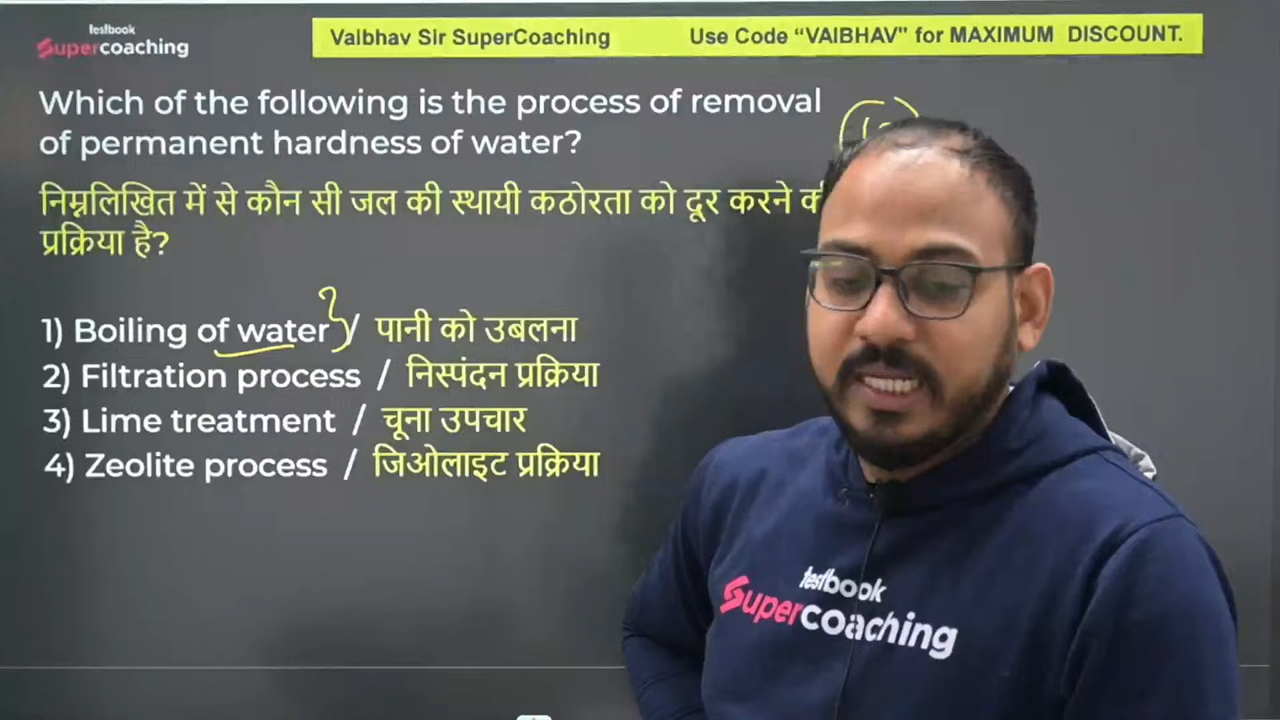 testbook
Supercoaching
Vaibhav Sir SuperCoaching Use Code “VAIBHAV" for MAXIMUM DISCOUNT.
Which of the following is the process of removal
of permanent hardness of water?
निम्नलिखित में से कौन सी जल की स्थायी कठोरता को दूर करने
प्रक्रिया है?
1) Boiling of water / पानी को उबलना
2) Filtration process / निस्पंदन प्रक्रिया
3) Lime treatment / चूना उपचार
4) Zeolite process / जिओलाइट प्रक्रिया
testbook
Supercoaching